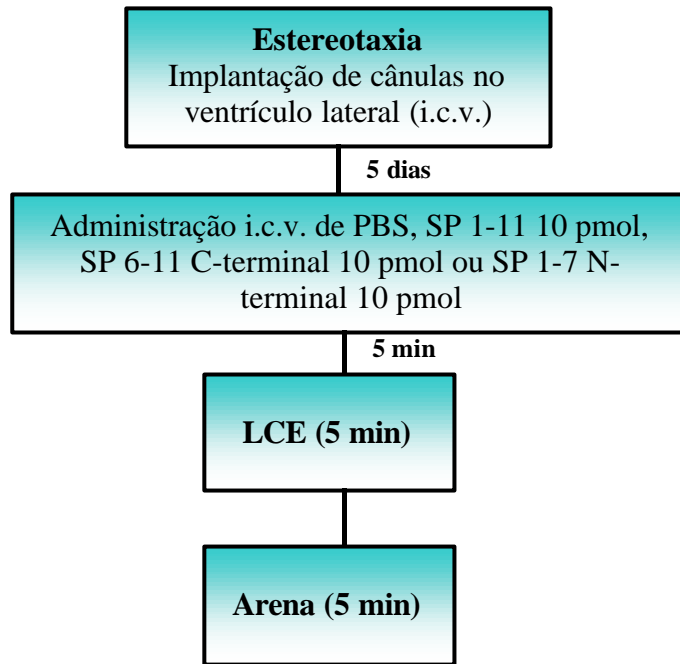 Estereotaxia
Implantação de cânulas no
ventrículo lateral (i.c.v.)
5 dias
Administração i.c.v. de PBS, SP 1-11 10 pmol,
SP 6-11 C-terminal 10 pmol ou SP 1-7 N-
terminal 10 pmol
5 min
LCE (5 min)
Arena (5 min)